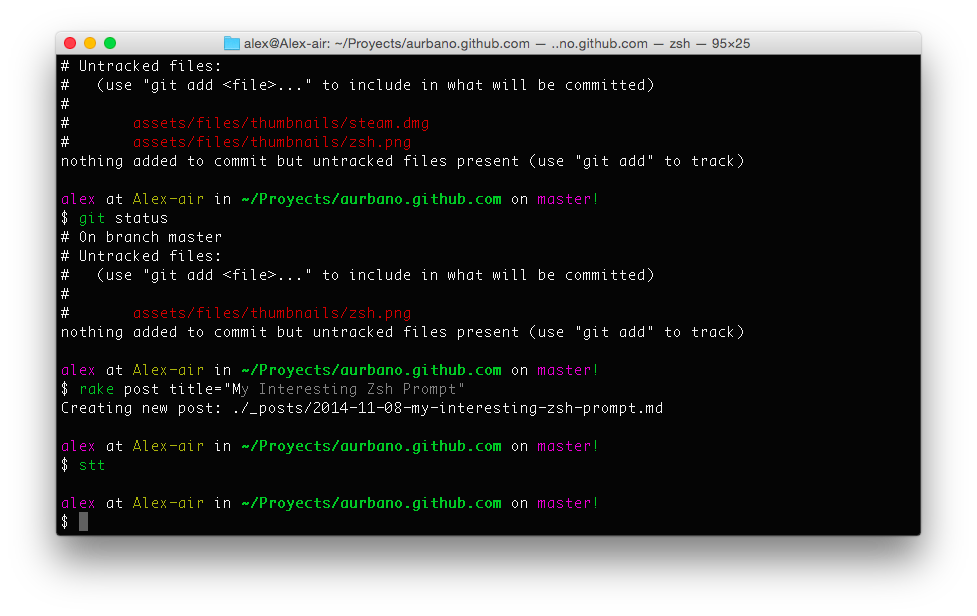 alex@Alex-air: ~/Proyects/aurbano.github.com — ..no.github.com — zsh — 95×25
# Untracked files:
#   (use "git add <file>..." to include in what will be committed)
#
#       assets/files/thumbnails/steam.dmg
#       assets/files/thumbnails/zsh.png
nothing added to commit but untracked files present (use "git add" to track)
alex at Alex-air in ~/Proyects/aurbano.github.com on master!
$ git status
# On branch master
# Untracked files:
#   (use "git add <file>..." to include in what will be committed)
#
#       assets/files/thumbnails/zsh.png
nothing added to commit but untracked files present (use "git add" to track)
alex at Alex-air in ~/Proyects/aurbano.github.com on master!
$ rake post title="My Interesting Zsh Prompt"
Creating new post: ./_posts/2014-11-08-my-interesting-zsh-prompt.md
alex at Alex-air in ~/Proyects/aurbano.github.com on master!
$ stt
alex at Alex-air in ~/Proyects/aurbano.github.com on master!
$